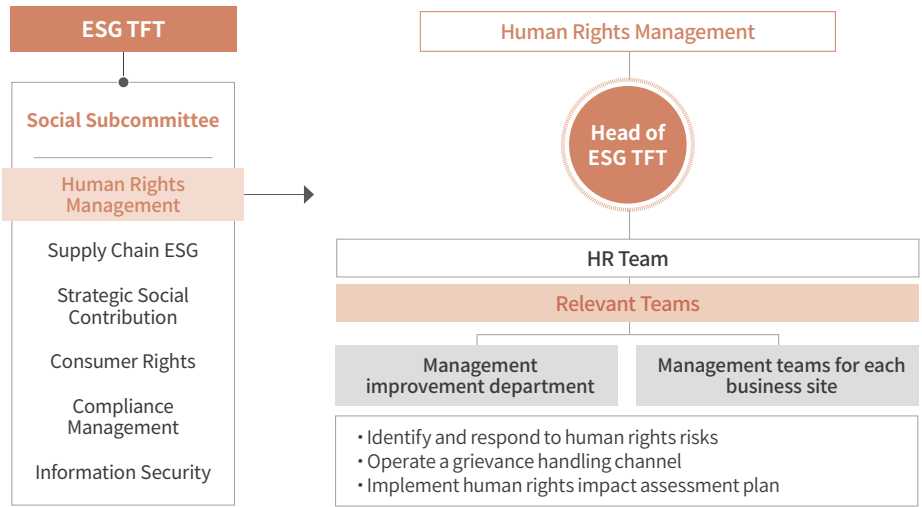 ESG TFT
Social Subcommittee
Human Rights
Management
Supply Chain ESG
Strategic Social
Contribution
Consumer Rights
Compliance
Management
Information Security
Human Rights Management
Head of
ESG TFT
HR Team
Relevant Teams
Management
improvement department
Management teams for each
business site
• Identify and respond to human rights risks
• Operate a grievance handling channel
• Implement human rights impact assessment plan